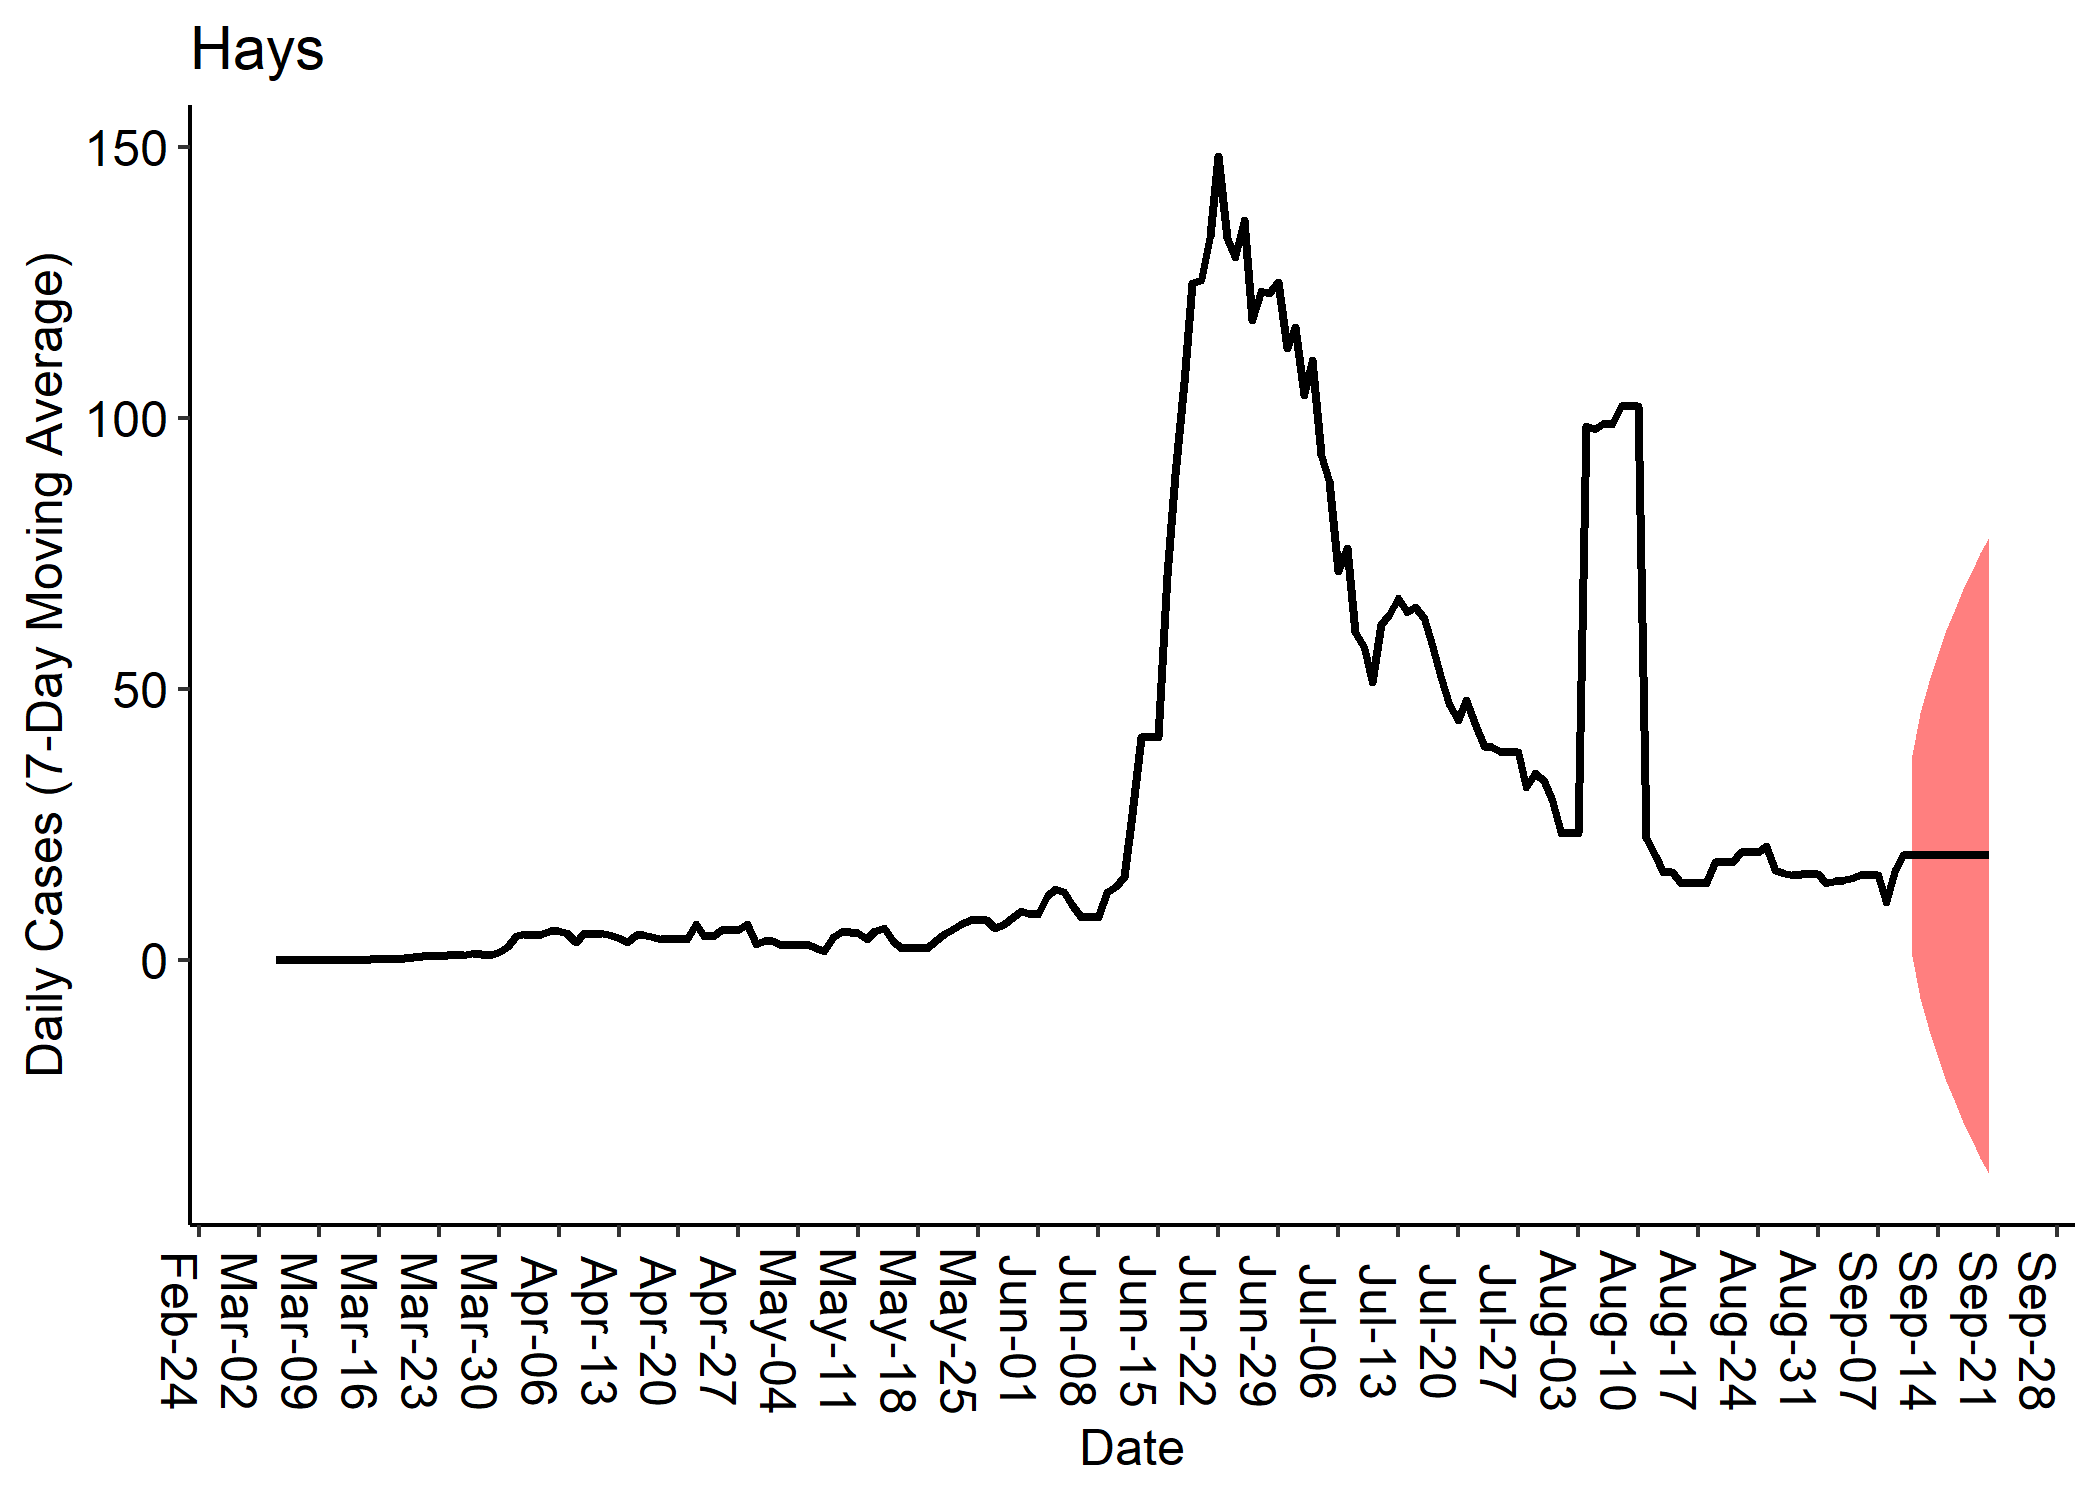 Hays
Daily Cases (7-Day Moving Average)
150
100
50
0
Feb-24
Mar-02
Mar-09
Mar-16
Mar-23
Mar-30
Apr-06
Apr-13
Apr-20
Apr-27
May-04
May-11
May-18
May-25
Jun-01
Jun-08
Jun-15
Jun-22
Jun-29
Jul-06
Jul-13
Jul-20
Jul-27
Aug-03
Aug-10
Aug-17
Aug-24
Aug-31
Sep-07
Sep-14
Sep-21
Sep-28
Date